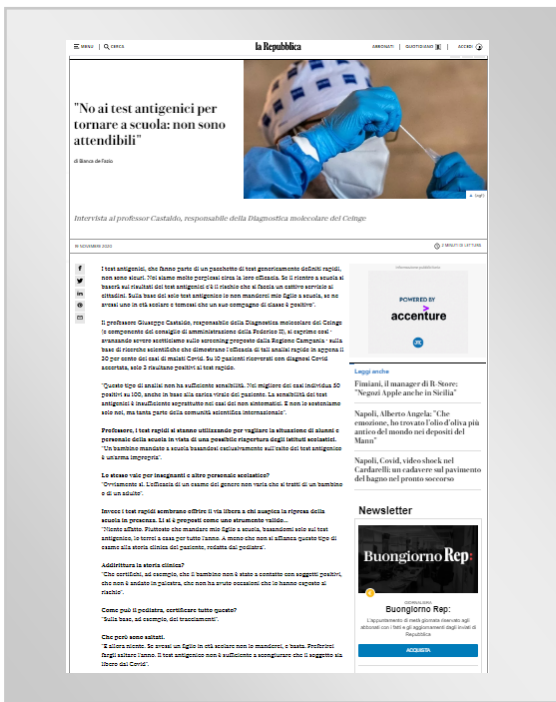 MENU | CERCA
la Repubblica
ABBONATI | QUOTIDIANO | ACCEDI
"No ai test antigenici per
tornare a scuola: non sono
attendibili"
di Bianca de Fazio
Intervista al professor Castaldo, responsabile della Diagnostica molecolare del Ceinge
18 NOVEMBRE 2020
2 MINUTI DI LETTURA
I test antigenici, che fanno parte di un pacchetto di test genericamente definiti rapidi,
non sono sicuri. Noi siamo molto perplessi circa la loro efficacia. Se il rientro a scuola si
baserà sui risultati dei test antigenici c'è il rischio che si faccia un cattivo servizio ai
cittadini. Sulla base del solo test antigenico io non manderei mio figlio a scuola, se ne
avessi uno in età scolare e temessi che un suo compagno di classe è positivo".
Il professor Giuseppe Castaldo, responsabile della Diagnostica molecolare del Ceinge
(e componente del consiglio di amministrazione della Federico II), si esprime così -
avanzando severo scetticismo sullo screening proposto dalla Regione Campania - sulla
base di ricerche scientifiche che dimostrano l'efficacia di tali analisi rapide in appena il
30 per cento dei casi di malati Covid. Su 10 pazienti ricoverati con diagnosi Covid
accertata, solo 3 risultano positivi al test rapido.
"Questo tipo di analisi non ha sufficiente sensibilità. Nei migliore dei casi individua 50
positivi su 100, anche in base alla carica virale del paziente. La sensibilità dei test
antigenici è insufficiente soprattutto nei casi dei non sintomatici. E non lo sosteniamo
solo noi, ma tanta parte della comunità scientifica internazionale".
Professore, i test rapidi si stanno utilizzando per vagliare la situazione di alunni e
personale della scuola in vista di una possibile riapertura degli istituti scolastici.
"Un bambino mandato a scuola basandosi esclusivamente sull'esito del test antigenico
è un'arma impropria".
Lo stesso vale per insegnanti e altro personale scolastico?
"Ovviamente sì. L'efficacia di un esame del genere non varia che si tratti di un bambino
o di un adulto".
Invece i test rapidi sembrano offrire il via libera a chi auspica la ripresa della
scuola in presenza. Li si è proposti come uno strumento valido...
"Niente affatto. Piuttosto che mandare mio figlio a scuola, basandomi solo sul test
antigenico, lo terrei a casa per tutto l'anno. A meno che non si affianca questo tipo di
esame alla storia clinica del paziente, redatta dal pediatra".
Addirittura la storia clinica?
"Che certifichi, ad esempio, che il bambino non è stato a contatto con soggetti positivi,
che non è andato in palestra, che non ha avuto occasioni che lo hanno esposto al
rischio".
Come può il pediatra, certificare tutto questo?
"Sulla base, ad esempio, dei tracciamenti".
Che però sono saltati.
"E allora niente. Se avessi un figlio in età scolare non lo manderei, e basta. Preferirei
fargli saltare l'anno. Il test antigenico non è sufficiente a scongiurare che il soggetto sia
libero dal Covid".
POWERED BY
accenture
Leggi anche
Fimiani, il manager di R-Store:
"Negozi Apple anche in Sicilia"
Napoli, Alberto Angela: "Che
emozione, ho trovato l'olio d'oliva più
antico del mondo nei depositi del
Mann"
Napoli, Covid, video shock nel
Cardarelli: un cadavere sul pavimento
del bagno nel pronto soccorso
Newsletter
Buongiorno Rep:
GIORNALIERA
Buongiorno Rep:
L'appuntamento di metà giornata riservato agli
abbonati con i fatti e gli aggiornamenti dagli inviati di
Repubblica
ACQUISTA